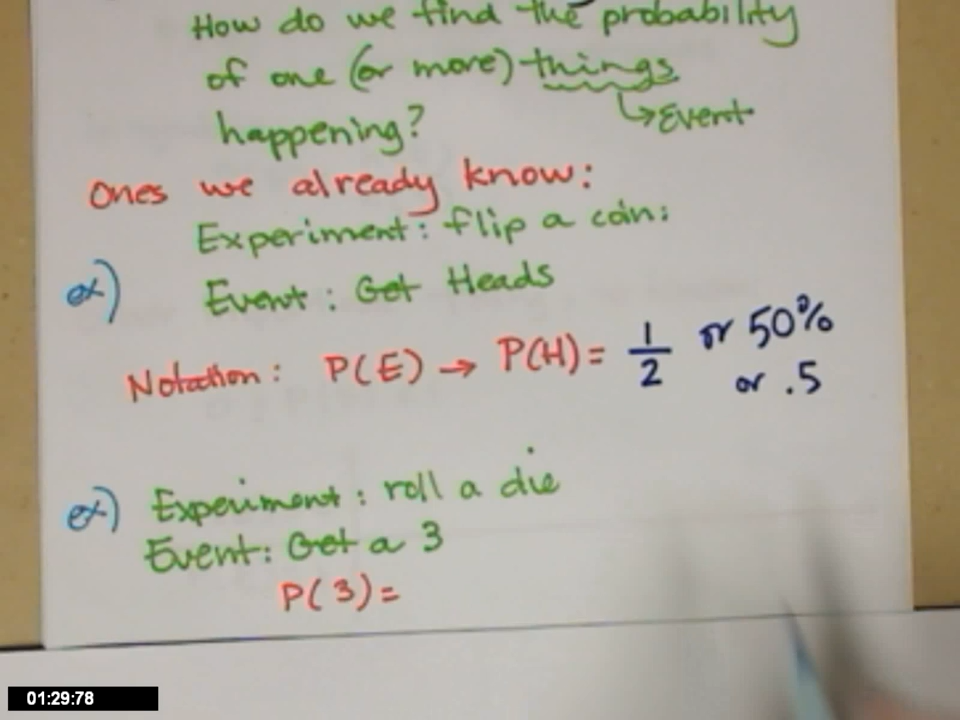 How do we find the probability
of one (or more) things
↳ Event
happening?
Ones we already know:
Experiment: flip a coin:
ex) Event: Get Heads
Notation: P(E) → P(H) = 1/2 or 50%
or .5
ex) Experiment: roll a die
Event: Get a 3
P(3) =
01:29:78